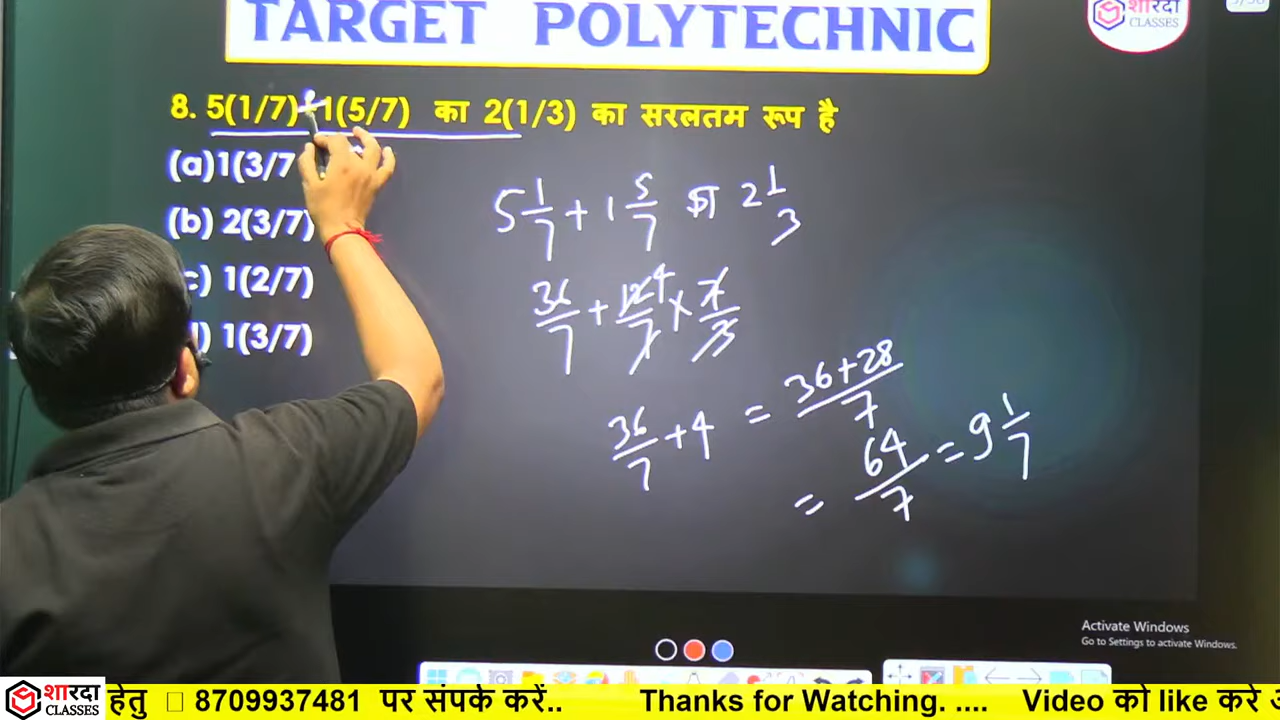 TARGET POLYTECHNIC
शारदा
CLASSES
8. 5(1/7) 1(5/7) का 2(1/3) का सरलतम रूप है
(a)1(3/7
(b) 2(3/7)
c) 1(2/7)
) 1(3/7)
5 1/7 + 1 5/7 का 2 1/3
36/7 + 12/7 4 × 7/3
36/7 + 4 = 36+28/7
= 64/7 = 9 1/7
Activate Windows
Go to Settings to activate Windows.
शारदा
CLASSES
हेतु 8709937481 पर संपर्क करें.. Thanks for Watching. .... Video को like करे